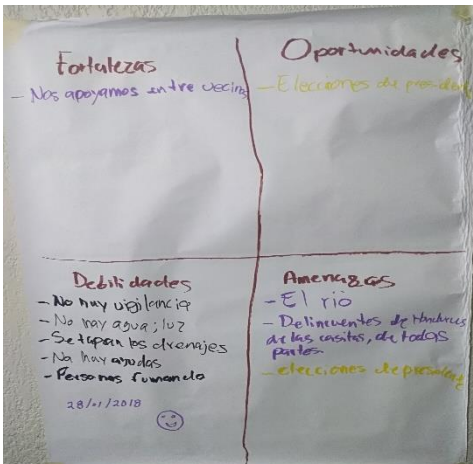 Fortalezas
- Nos apoyamos entre vecinos
Oportunidades
- Elecciones de presidente
Debilidades
- No hay vigilancia
- No hay agua; luz
- Se tapan los drenajes
- No hay ayudas
- Personas fumando
28/01/2018
Amenazas
- El rio
- Delincuentes de Honduras
de las casitas, de todas
partes.
- elecciones de presidente